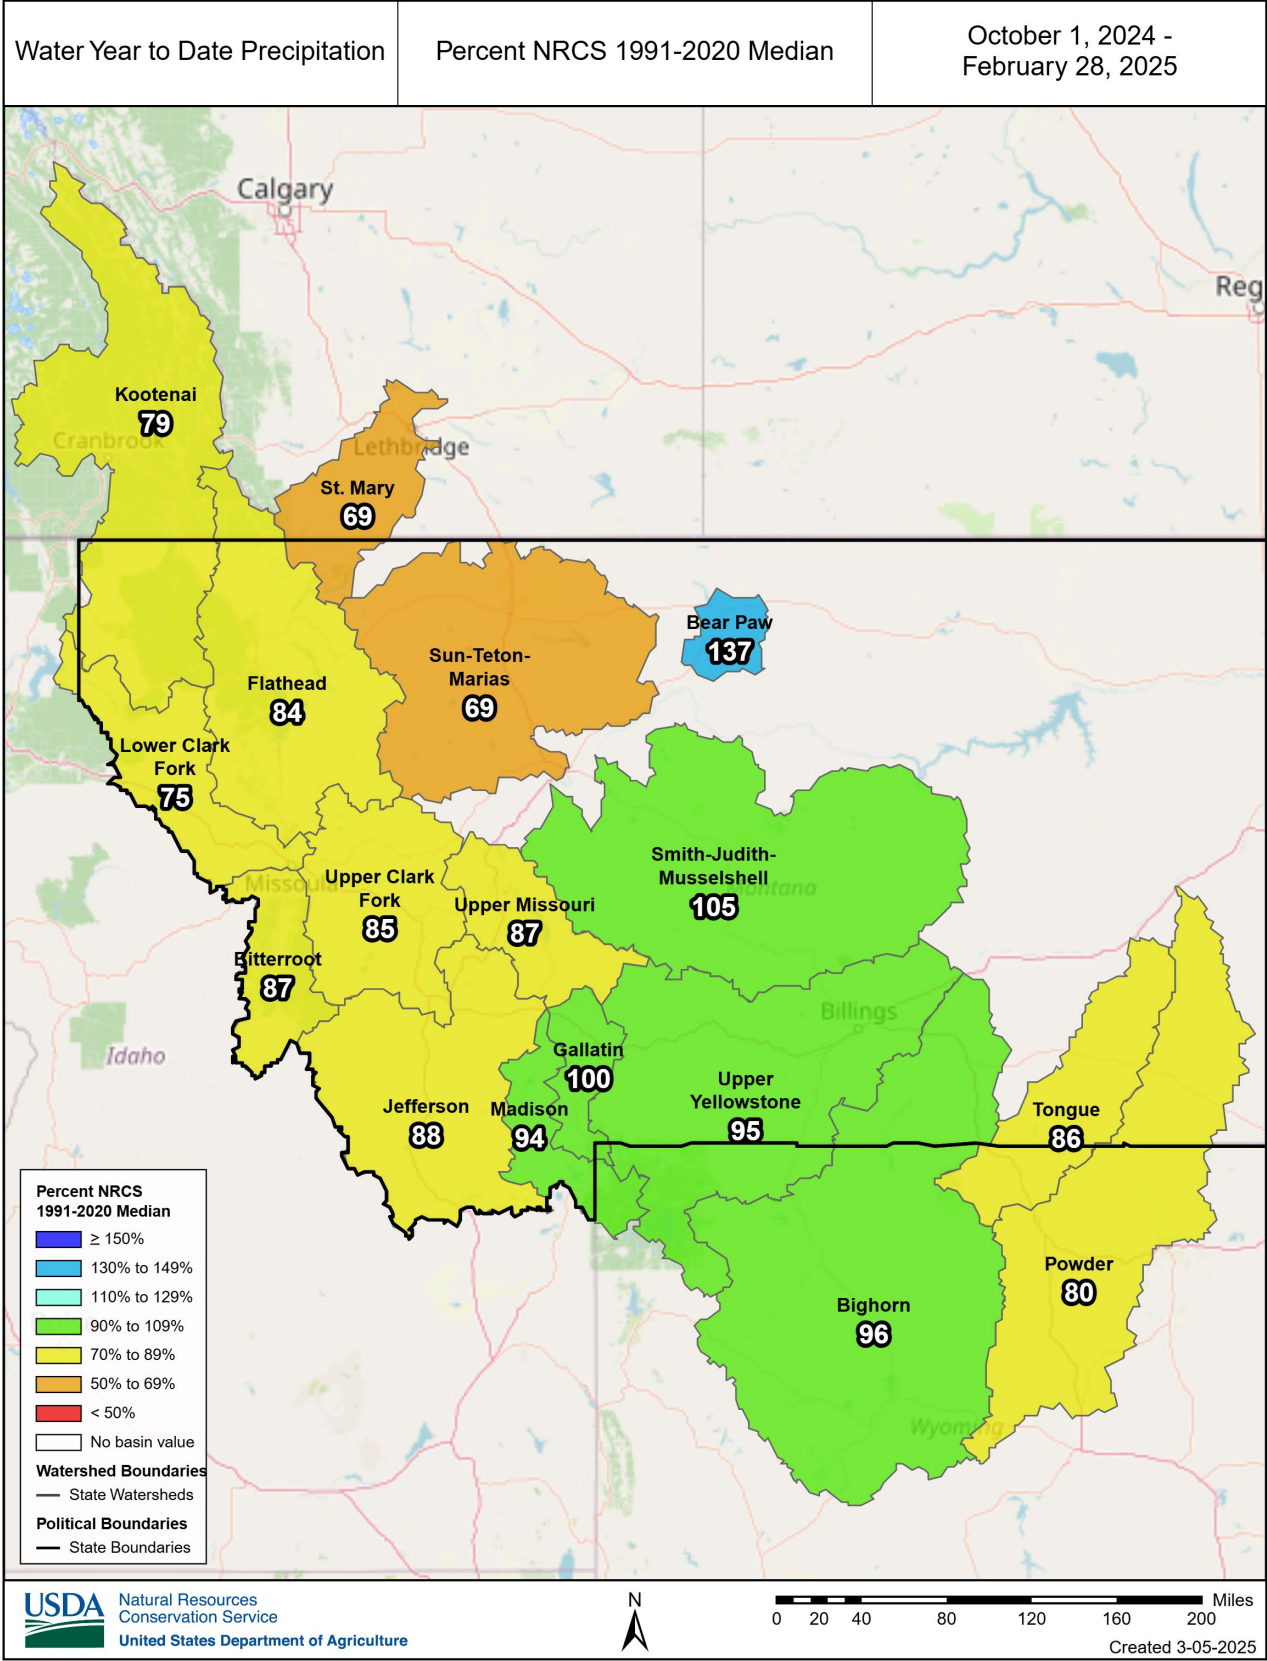 Water Year to Date Precipitation
Percent NRCS 1991-2020 Median
October 1, 2024 -
February 28, 2025
Calgary
Reg
Kootenai
79
Cranbrook
Lethbridge
St. Mary
69
Bear Paw
137
Sun-Teton-
Marias
69
Flathead
84
Lower Clark
Fork
75
Smith-Judith-
Musselshell
105
Montana
Missoula
Upper Clark
Fork
85
Upper Missouri
87
Bitterroot
87
Billings
Idaho
Gallatin
100
Upper
Yellowstone
95
Jefferson
88
Madison
94
Tongue
86
Powder
80
Bighorn
96
Wyoming
Percent NRCS
1991-2020 Median
≥ 150%
130% to 149%
110% to 129%
90% to 109%
70% to 89%
50% to 69%
< 50%
No basin value
Watershed Boundaries
State Watersheds
Political Boundaries
State Boundaries
USDA
Natural Resources
Conservation Service
United States Department of Agriculture
N
Miles
0 20 40 80 120 160 200
Created 3-05-2025